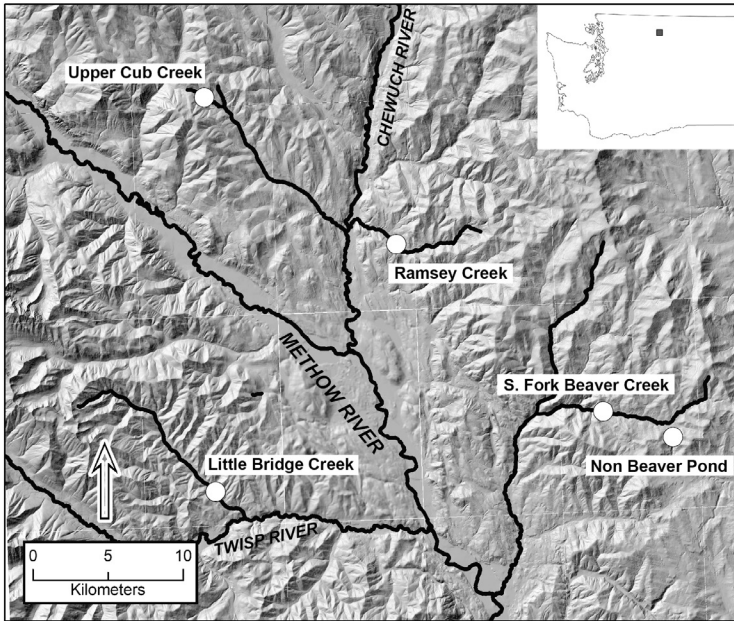 Upper Cub Creek
CHEWUCH RIVER
Ramsey Creek
METHOW RIVER
S. Fork Beaver Creek
Non Beaver Pond
Little Bridge Creek
TWISP RIVER
0 5 10
Kilometers